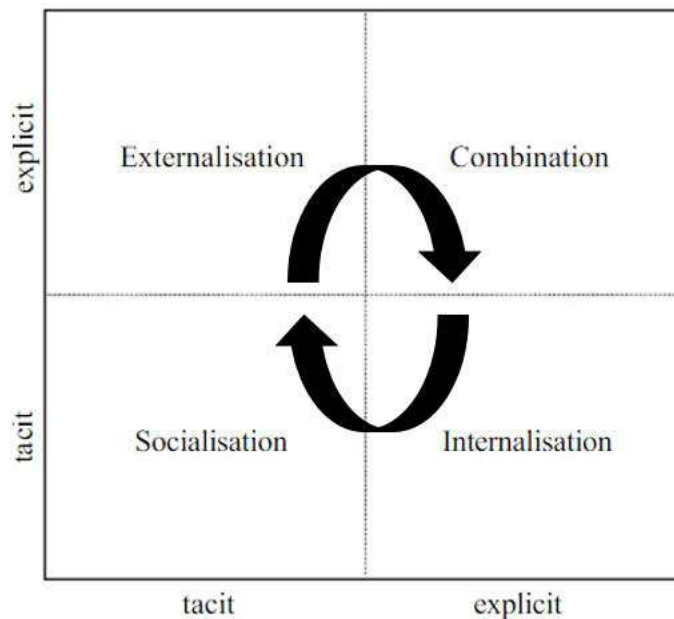 explicit
Externalisation
Combination
tacit
Socialisation
Internalisation
tacit
explicit